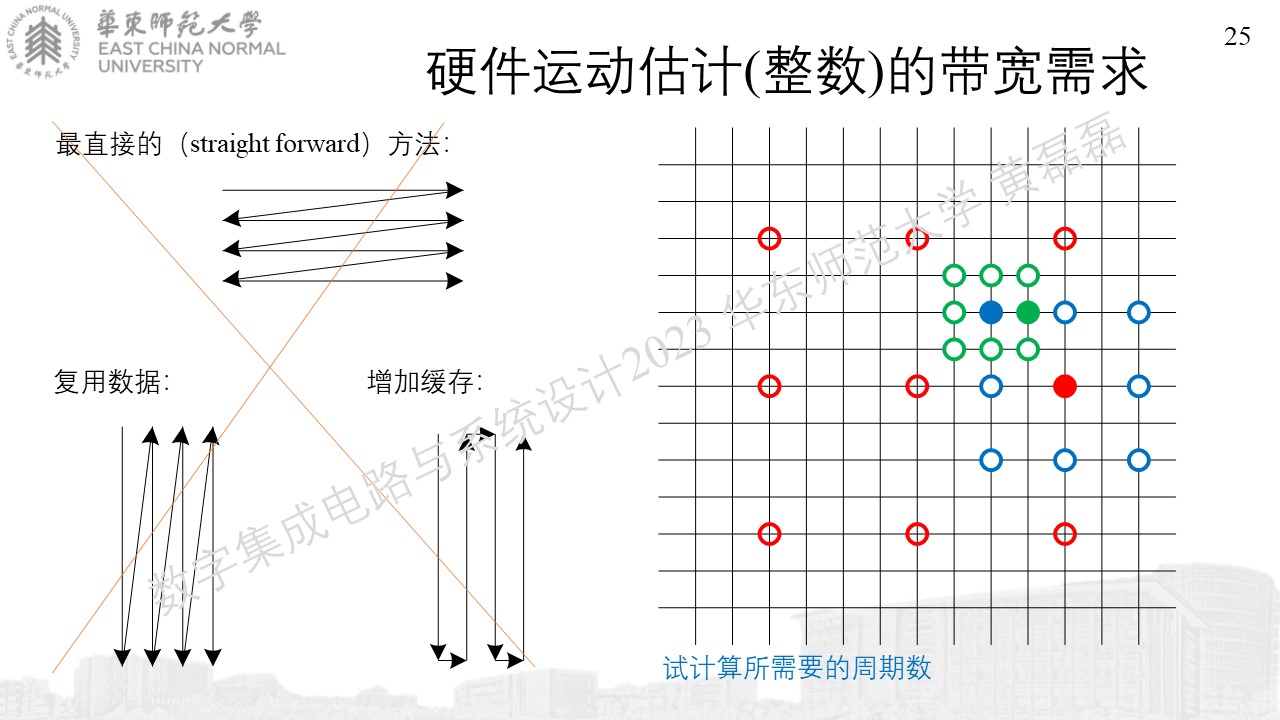 華東師範大學
EAST CHINA NORMAL
UNIVERSITY
25
硬件运动估计(整数)的带宽需求
最直接的（straight forward）方法：
复用数据：
增加缓存：
数字集成电路与系统设计2023 华东师范大学 黄磊磊
试计算所需要的周期数